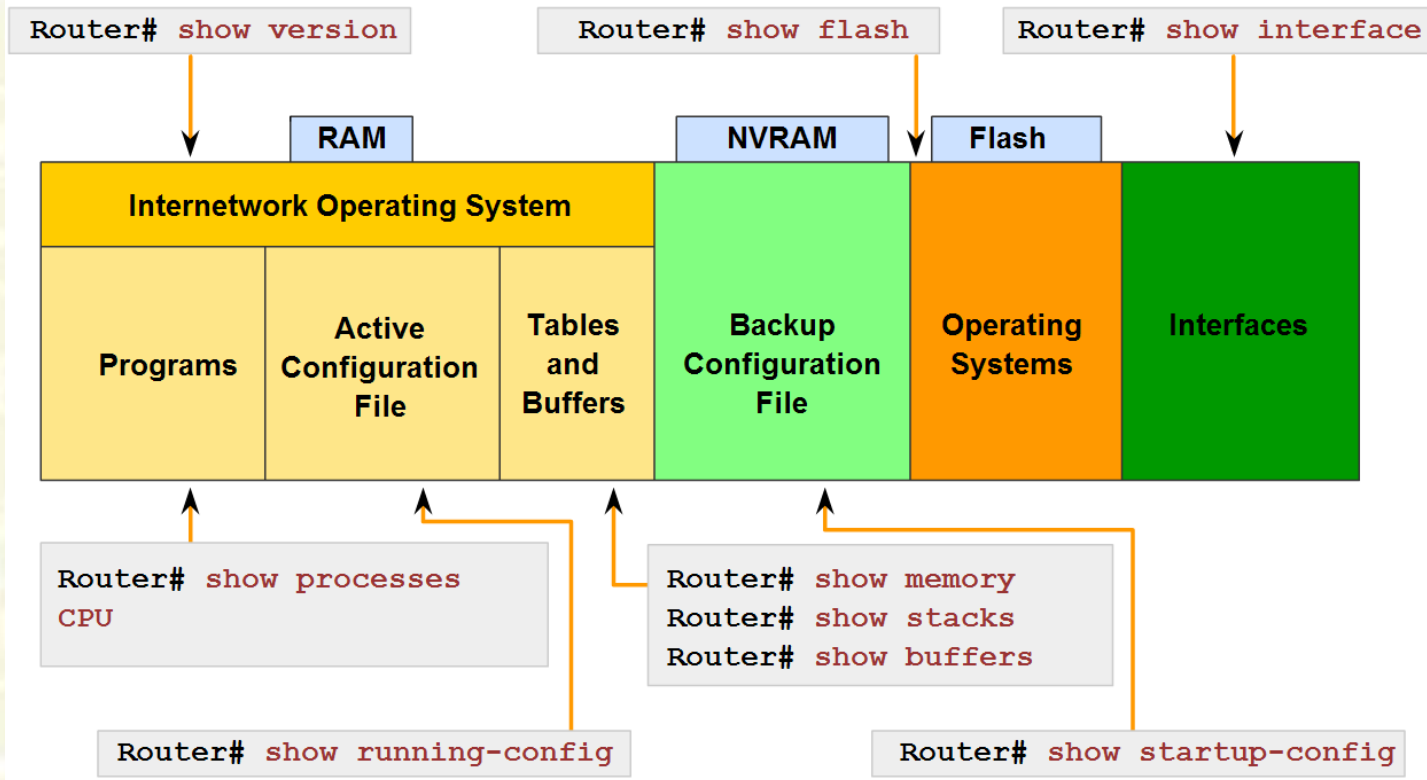 Router# show version
Router# show flash
Router# show interface
RAM
NVRAM
Flash
Internetwork Operating System
Programs
Active
Configuration
File
Tables
and
Buffers
Backup
Configuration
File
Operating
Systems
Interfaces
Router# show processes
CPU
Router# show memory
Router# show stacks
Router# show buffers
Router# show running-config
Router# show startup-config